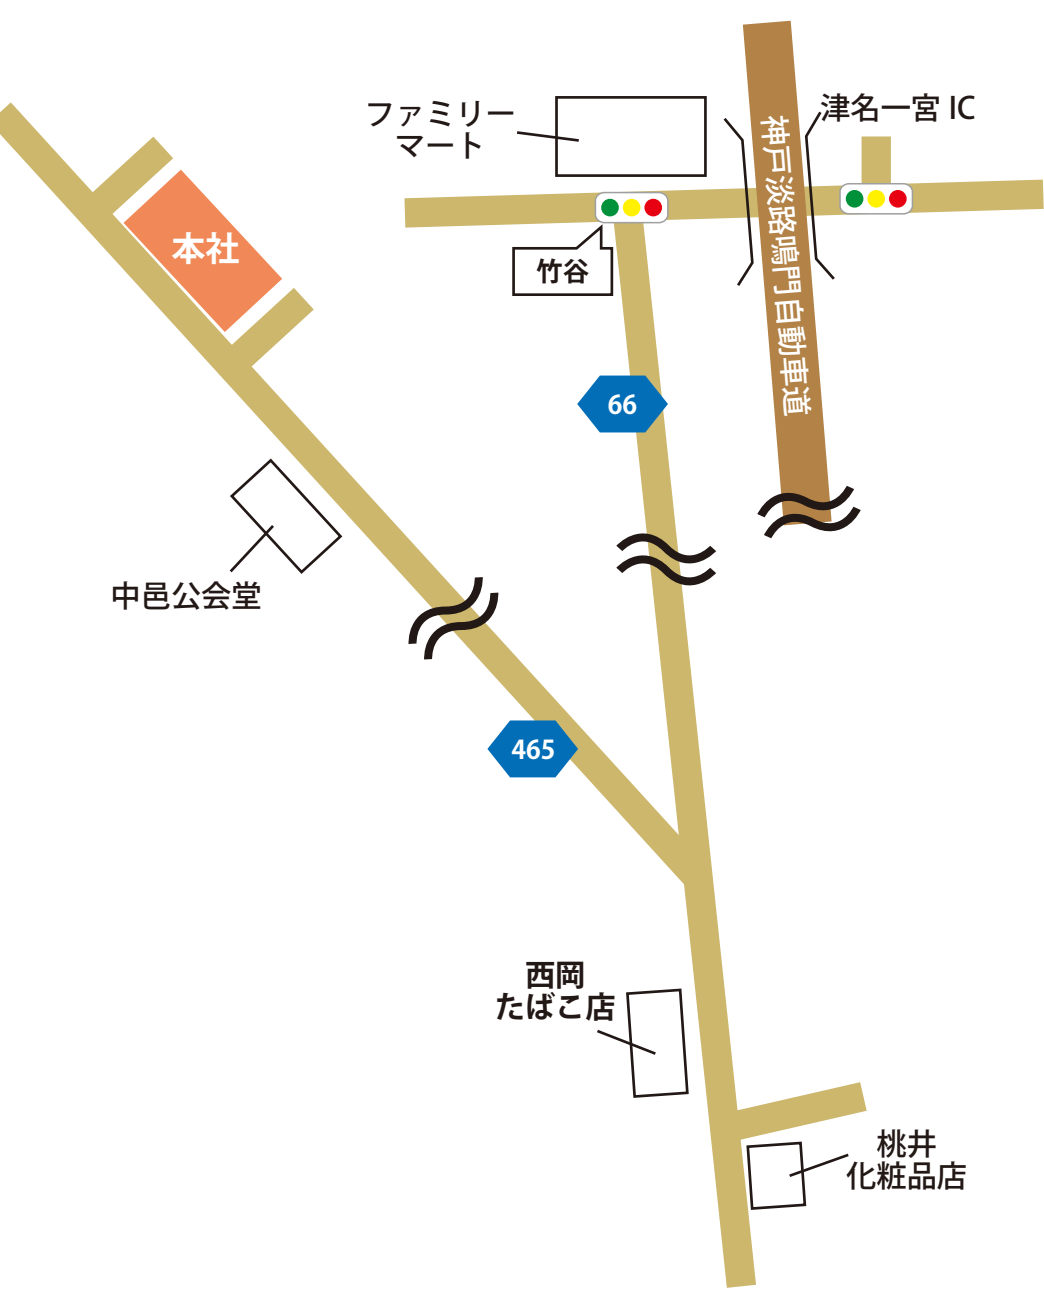 ファミリー
マート
津名一宮 IC
神戸淡路鳴門自動車道
本社
竹谷
66
中邑公会堂
465
西岡
たばこ店
桃井
化粧品店